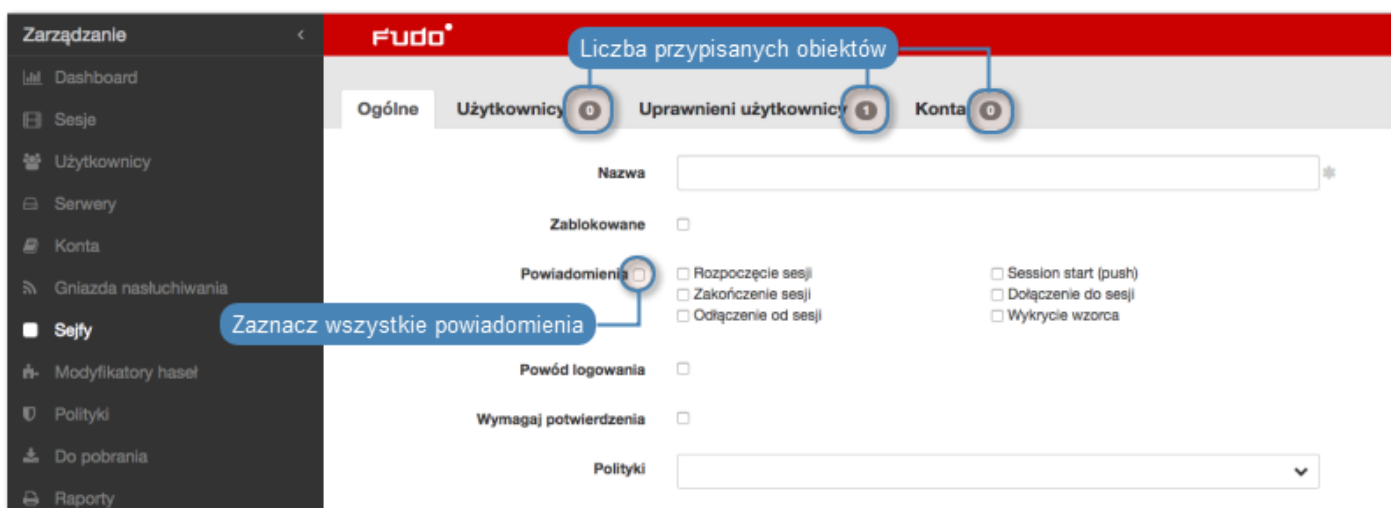 Zarządzanie
Fudo
Liczba przypisanych obiektów
Dashboard
Ogólne
Użytkownicy 0
Uprawnieni użytkownicy 1
Konta 0
Sesje
Użytkownicy
Nazwa
Serwery
Zablokowane
Konta
Powiadomienia
Rozpoczęcie sesji
Session start (push)
Gniazda nasłuchiwania
Zakończenie sesji
Dołączenie do sesji
Odłączenie od sesji
Wykrycie wzorca
Sejfy
Zaznacz wszystkie powiadomienia
Modyfikatory haseł
Powód logowania
Polityki
Wymagaj potwierdzenia
Do pobrania
Polityki
Raporty